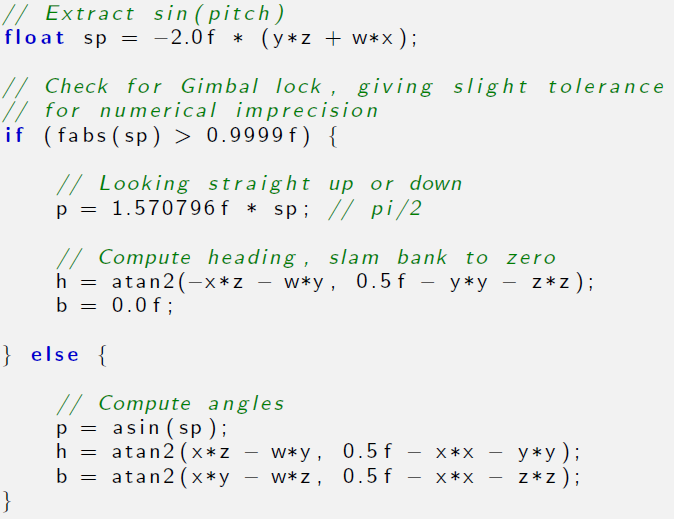 // Extract sin(pitch)
float sp = −2.0f * (y*z + w*x);
// Check for Gimbal lock, giving slight tolerance
// for numerical imprecision
if (fabs(sp) > 0.9999f) {
// Looking straight up or down
p = 1.570796f * sp; // pi/2
// Compute heading, slam bank to zero
h = atan2(−x*z − w*y, 0.5f − y*y − z*z);
b = 0.0f;
} else {
// Compute angles
p = asin(sp);
h = atan2(x*z − w*y, 0.5f − x*x − y*y);
b = atan2(x*y − w*z, 0.5f − x*x − z*z);
}